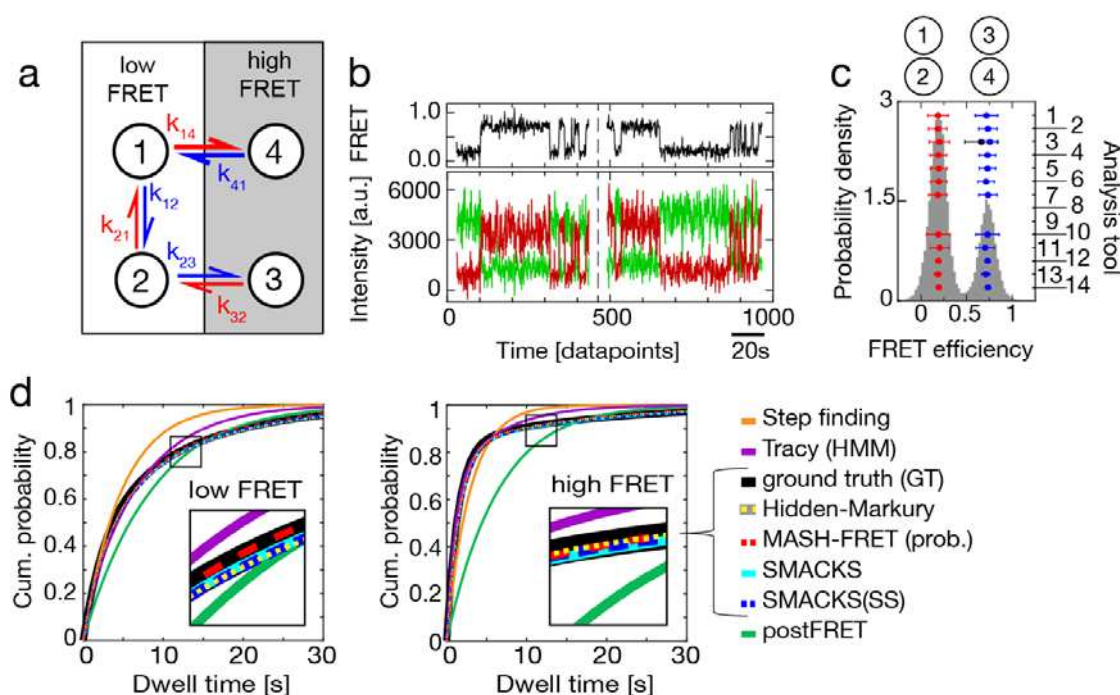 a
low
FRET
high
FRET
1
k14
4
k41
k12
k21
2
k23
3
k32
b
FRET
1.0
0.0
Intensity [a.u.]
6000
3000
0
0
500
1000
Time [datapoints]
20s
c
1
3
2
4
Probability density
3
1.5
0
0
0.5
1
FRET efficiency
1
2
3
4
5
6
7
8
9
10
11
12
13
14
Analysis tool
d
Cum. probability
1
0.8
0.6
0.4
0.2
0
low FRET
0
10
20
30
Dwell time [s]
Cum. probability
1
0.8
0.6
0.4
0.2
0
high FRET
0
10
20
30
Dwell time [s]
Step finding
Tracy (HMM)
ground truth (GT)
Hidden-Markury
MASH-FRET (prob.)
SMACKS
SMACKS(SS)
postFRET